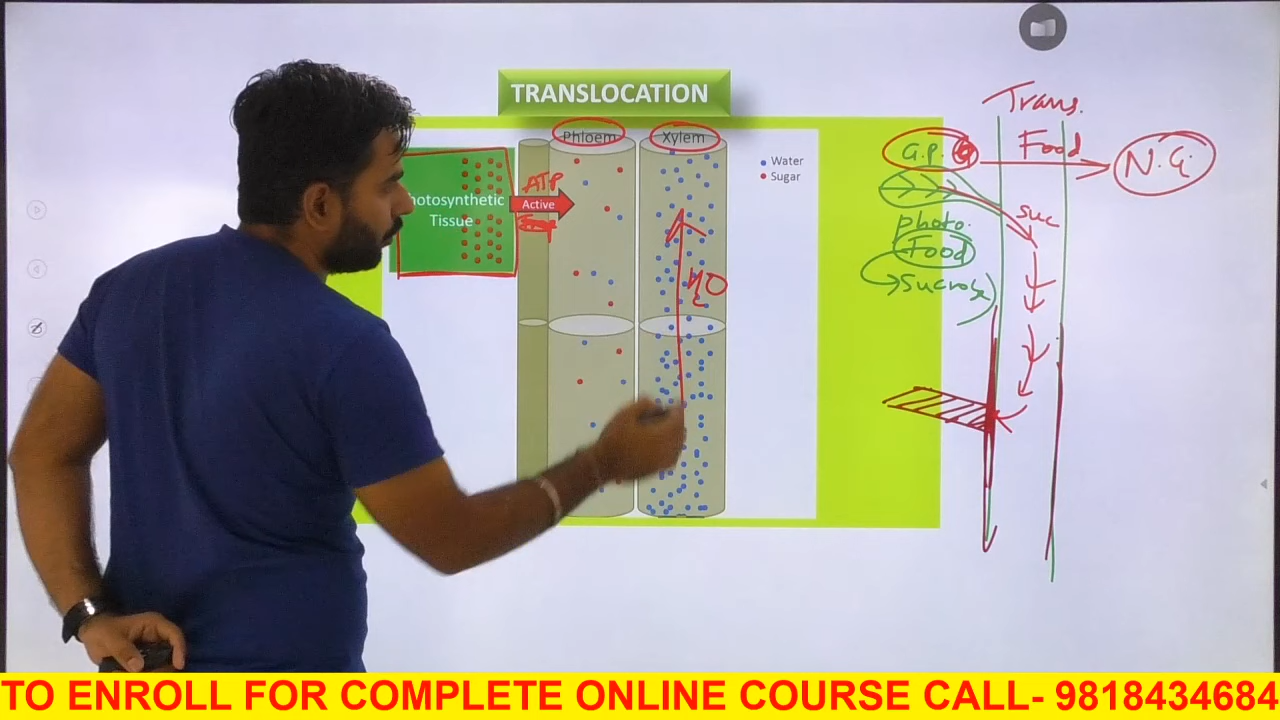 TRANSLOCATION
Phloem
Xylem
Water
Sugar
Photosynthetic
Tissue
ATP
Active
H2O
Trans.
Food
G.P.
N.G.
photo.
Food
Sucrose
suc
TO ENROLL FOR COMPLETE ONLINE COURSE CALL- 9818434684